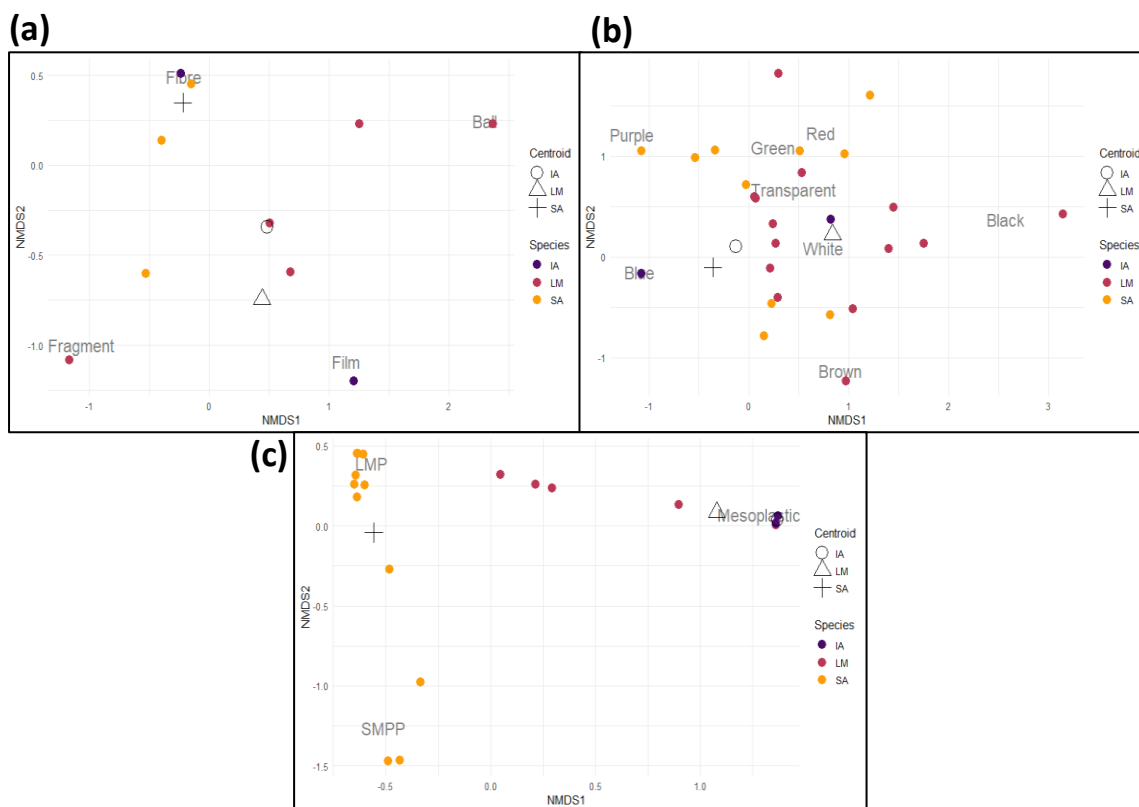 (a)
0.5
0.0
-0.5
-1.0
NMDS2
-1
0
1
2
NMDS1
Fibre
Ball
Fragment
Film
Centroid
IA
LM
SA
Species
IA
LM
SA
(b)
1
0
-1
NMDS2
-1
0
1
2
3
NMDS1
Purple
Red
Green
Transparent
Black
White
Blue
Brown
Centroid
IA
LM
SA
Species
IA
LM
SA
(c)
0.5
0.0
-0.5
-1.0
-1.5
NMDS2
-0.5
0.0
0.5
1.0
NMDS1
LMP
Mesoplastic
SMPP
Centroid
IA
LM
SA
Species
IA
LM
SA